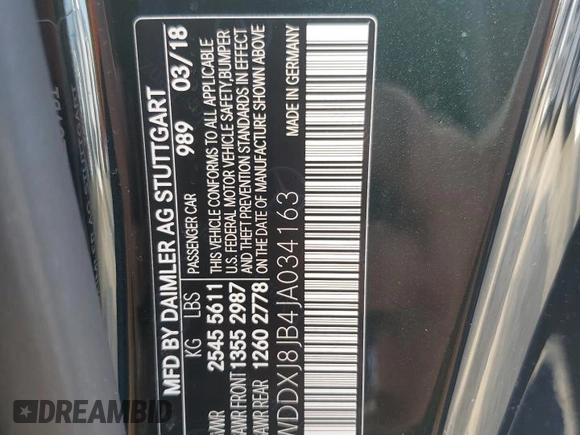 MFD BY DAIMLER AG STUTTGART
989 03/18
PASSENGER CAR
KG LBS
GVWR 2545 5611
GAWR FRONT 1355 2987
GAWR REAR 1260 2778
THIS VEHICLE CONFORMS TO ALL APPLICABLE
U.S. FEDERAL MOTOR VEHICLE SAFETY, BUMPER
AND THEFT PREVENTION STANDARDS IN EFFECT
ON THE DATE OF MANUFACTURE SHOWN ABOVE
WDDXJ8JB4JA034163
MADE IN GERMANY
DREAMBID